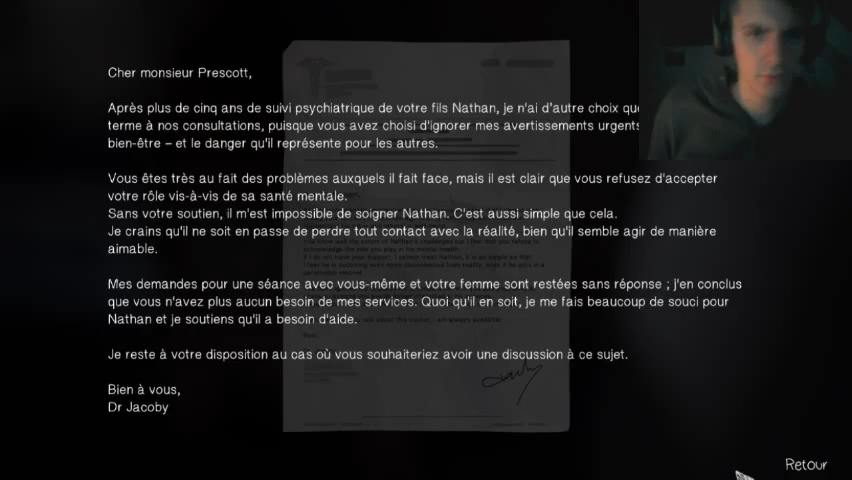 Cher monsieur Prescott,
Après plus de cinq ans de suivi psychiatrique de votre fils Nathan, je n'ai d'autre choix que
terme à nos consultations, puisque vous avez choisi d'ignorer mes avertissements urgents
bien-être – et le danger qu'il représente pour les autres.
Vous êtes très au fait des problèmes auxquels il fait face, mais il est clair que vous refusez d'accepter
votre rôle vis-à-vis de sa santé mentale.
Sans votre soutien, il m'est impossible de soigner Nathan. C'est aussi simple que cela.
Je crains qu'il ne soit en passe de perdre tout contact avec la réalité, bien qu'il semble agir de manière
aimable.
Mes demandes pour une séance avec vous-même et votre femme sont restées sans réponse ; j'en conclus
que vous n'avez plus aucun besoin de mes services. Quoi qu'il en soit, je me fais beaucoup de souci pour
Nathan et je soutiens qu'il a besoin d'aide.
Je reste à votre disposition au cas où vous souhaiteriez avoir une discussion à ce sujet.
Bien à vous,
Dr Jacoby
Retour